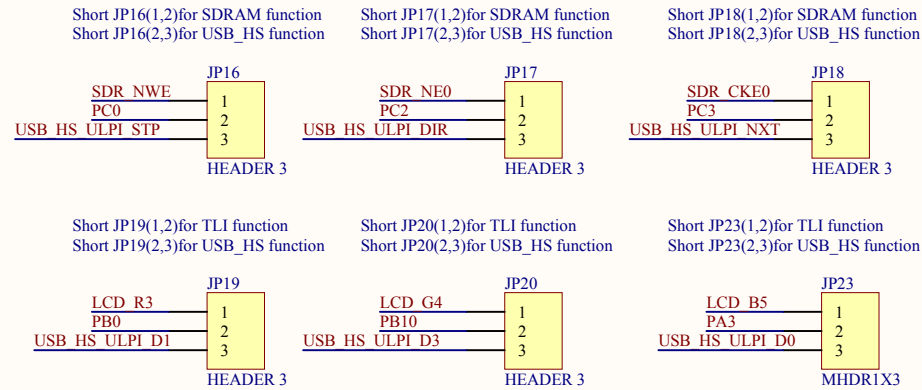 Short JP16(1,2)for SDRAM function
Short JP16(2,3)for USB_HS function
JP16
SDR_NWE 1
PC0 2
USB_HS_ULPI_STP 3
HEADER 3
Short JP17(1,2)for SDRAM function
Short JP17(2,3)for USB_HS function
JP17
SDR_NE0 1
PC2 2
USB_HS_ULPI_DIR 3
HEADER 3
Short JP18(1,2)for SDRAM function
Short JP18(2,3)for USB_HS function
JP18
SDR_CKE0 1
PC3 2
USB_HS_ULPI_NXT 3
HEADER 3
Short JP19(1,2)for TLI function
Short JP19(2,3)for USB_HS function
JP19
LCD_R3 1
PB0 2
USB_HS_ULPI_D1 3
HEADER 3
Short JP20(1,2)for TLI function
Short JP20(2,3)for USB_HS function
JP20
LCD_G4 1
PB10 2
USB_HS_ULPI_D3 3
HEADER 3
Short JP23(1,2)for TLI function
Short JP23(2,3)for USB_HS function
JP23
LCD_B5 1
PA3 2
USB_HS_ULPI_D0 3
MHDR1X3